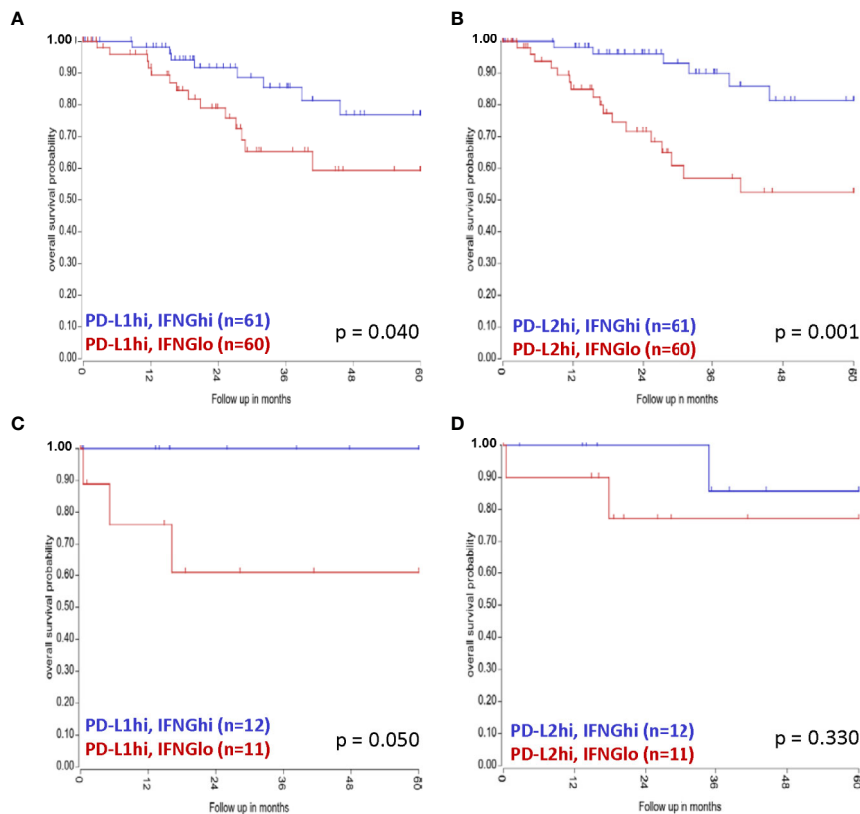 A
1.00
0.90
0.80
0.70
0.60
0.50
0.40
0.30
0.20
0.10
0.00
overall survival probability
PD-L1hi, IFNGhi (n=61)
PD-L1hi, IFNGlo (n=60)
p = 0.040
0 12 24 36 48 60
Follow up in months
B
1.00
0.90
0.80
0.70
0.60
0.50
0.40
0.30
0.20
0.10
0.00
overall survival probability
PD-L2hi, IFNGhi (n=61)
PD-L2hi, IFNGlo (n=60)
p = 0.001
0 12 24 36 48 60
Follow up n months
C
1.00
0.90
0.80
0.70
0.60
0.50
0.40
0.30
0.20
0.10
0.00
overall survival probability
PD-L1hi, IFNGhi (n=12)
PD-L1hi, IFNGlo (n=11)
p = 0.050
0 12 24 36 48 60
Follow up in months
D
1.00
0.90
0.80
0.70
0.60
0.50
0.40
0.30
0.20
0.10
0.00
overall survival probability
PD-L2hi, IFNGhi (n=12)
PD-L2hi, IFNGlo (n=11)
p = 0.330
0 12 24 36 48 60
Follow up in months